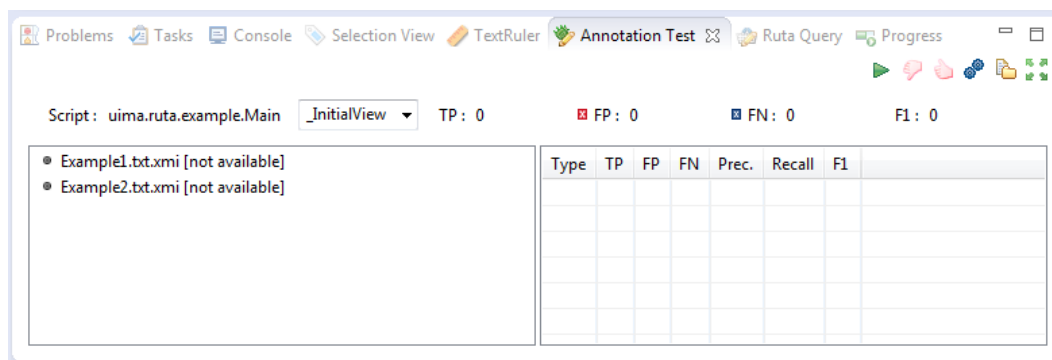 Problems Tasks Console Selection View TextRuler Annotation Test Ruta Query Progress
Script : uima.ruta.example.Main _InitialView TP : 0 FP : 0 FN : 0 F1 : 0
Example1.txt.xmi [not available]
Example2.txt.xmi [not available]
Type TP FP FN Prec. Recall F1